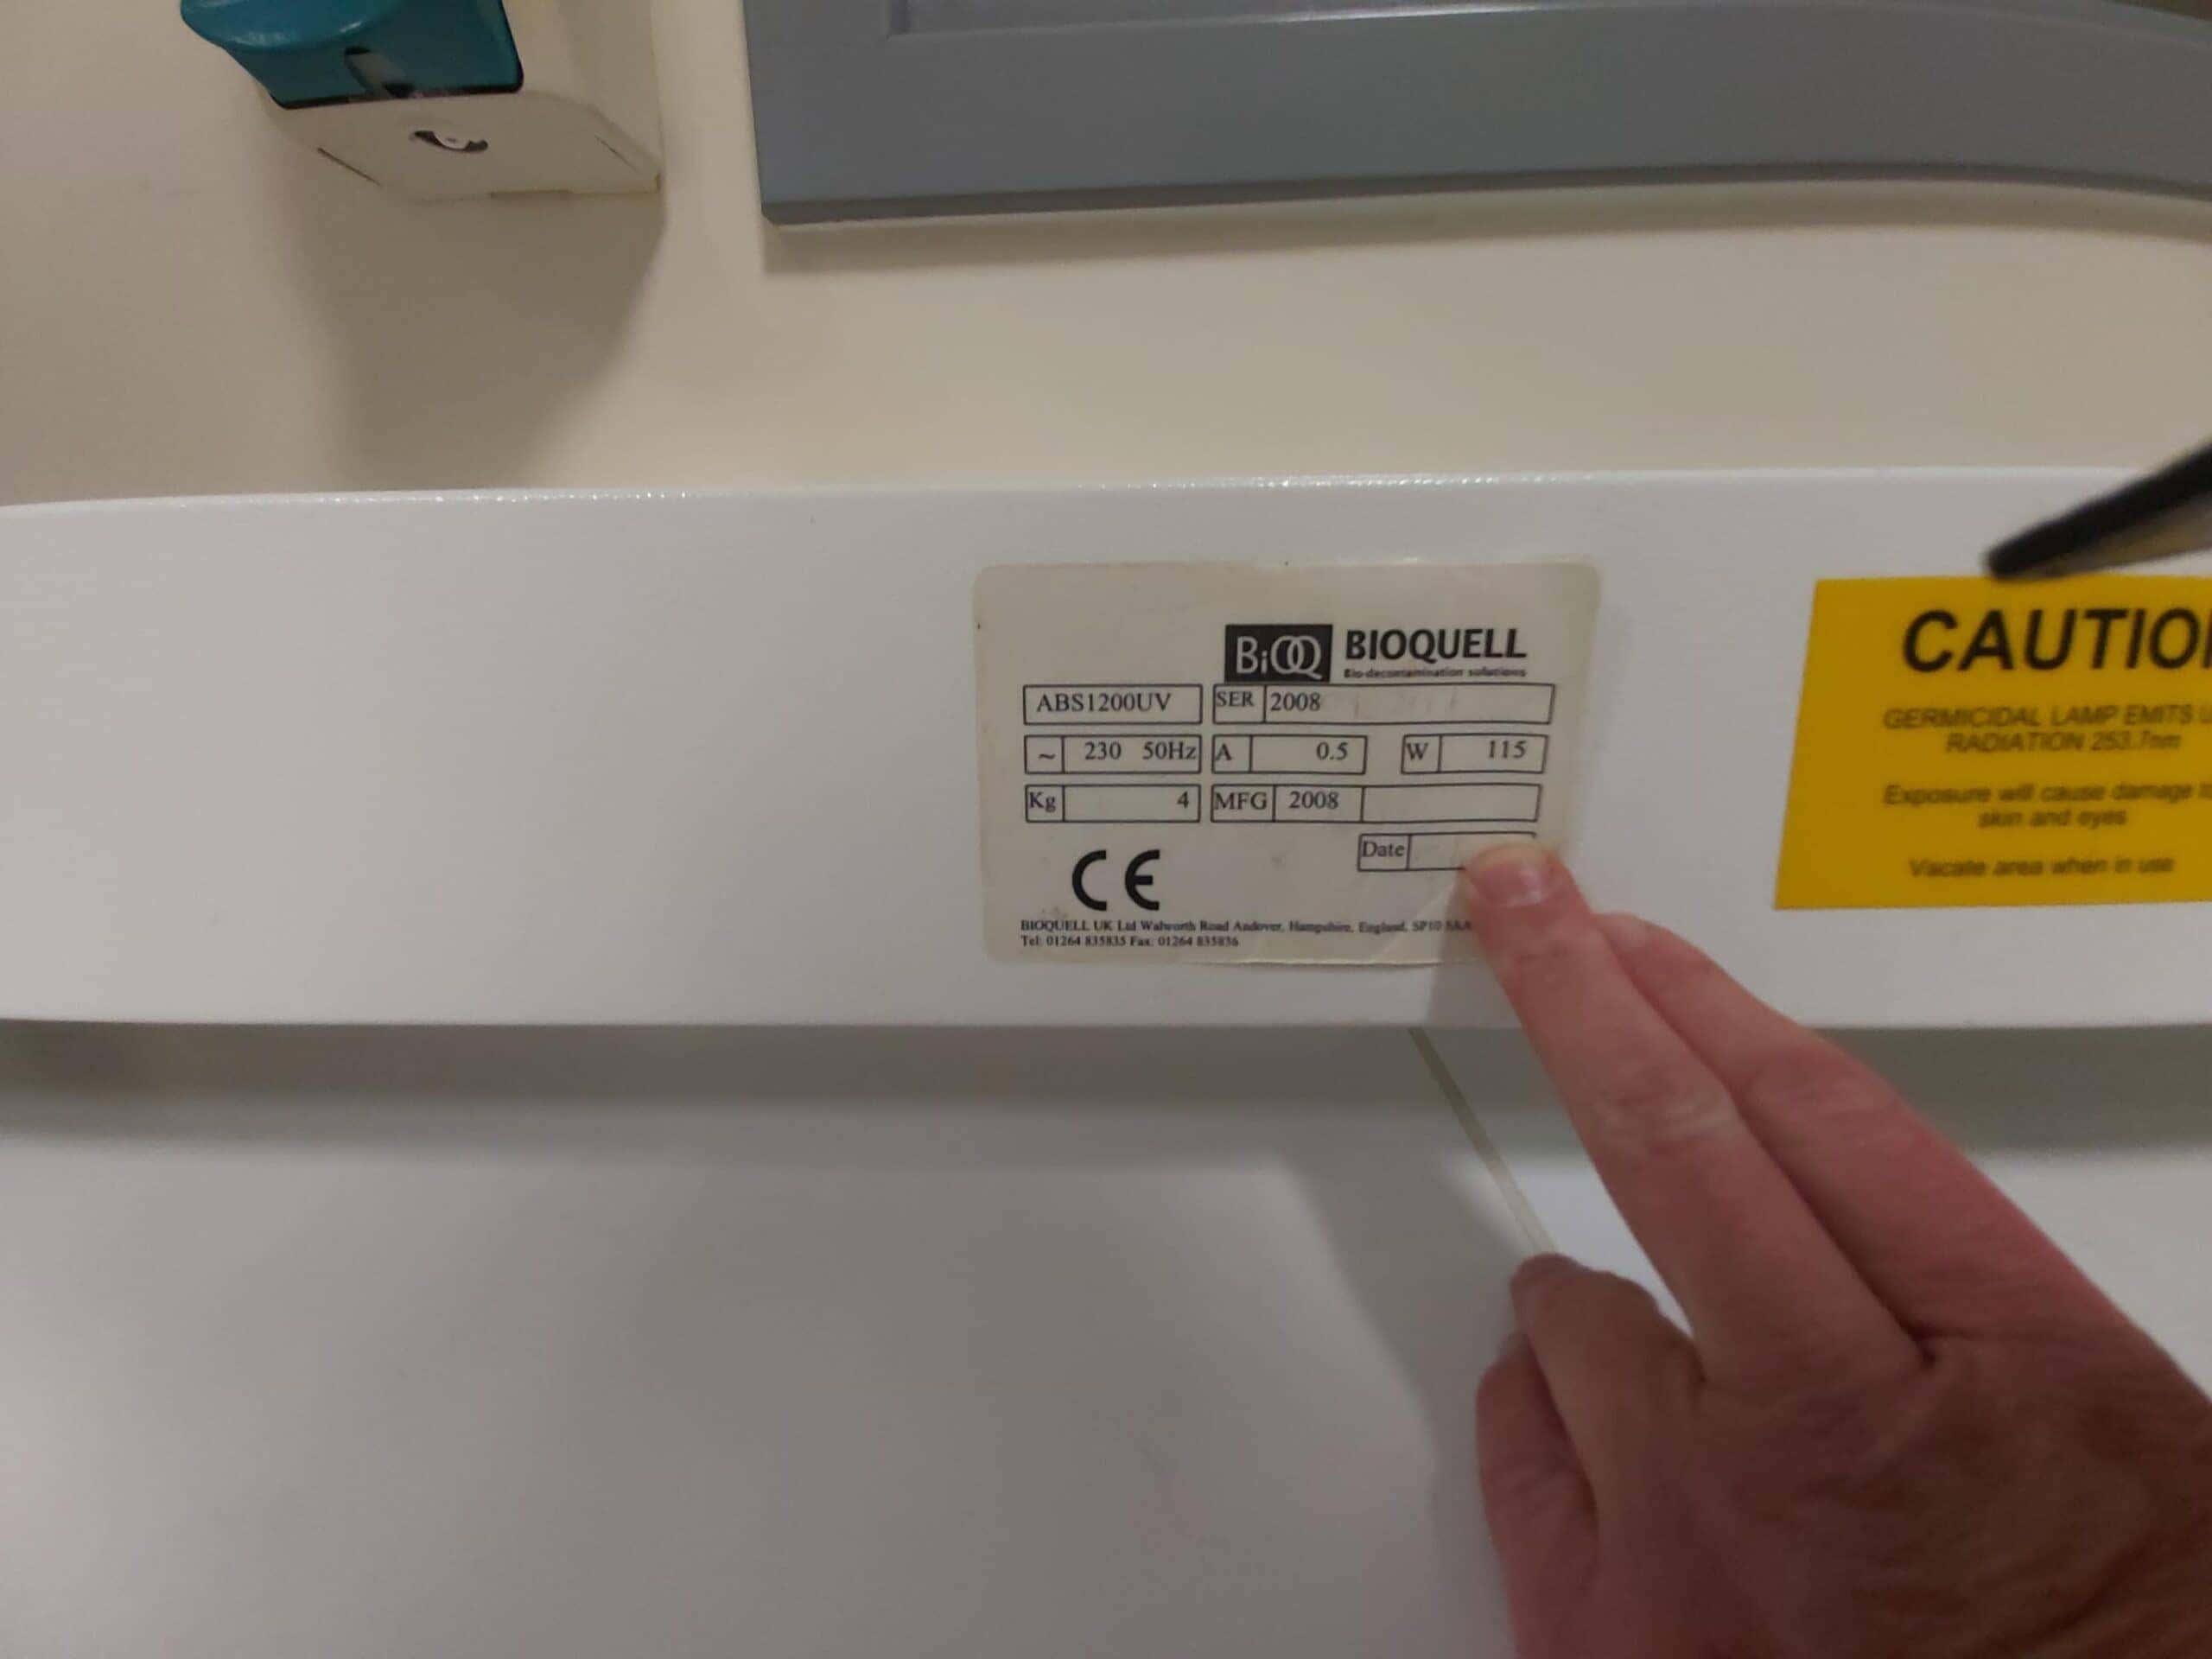 BiOQ BIOQUELL
Bio-decontamination solutions
ABS1200UV SER 2008
~ 230 50Hz A 0.5 W 115
Kg 4 MFG 2008
Date
CE
BIOQUELL UK Ltd Walworth Road Andover, Hampshire, England, SP10
Tel: 01264 835835 Fax: 01264 835836
CAUTIO
GERMICIDAL LAMP EMITS
RADIATION 253.7nm
Exposure will cause damage
skin and eyes
Vacate area when in use